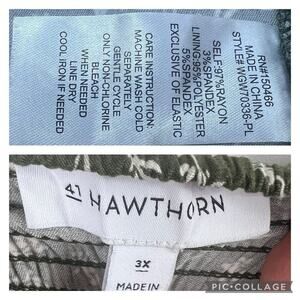 RN#150466
MADE IN CHINA
STYLE#WGWT0336-PL
SELF:97%RAYON
3%SPANDEX
LINING:95%POLYESTER
5%SPANDEX
EXCLUSIVE OF ELASTIC
CARE INSTRUCTION:
MACHINE WASH COLD
GENTLE CYCLE
ONLY NON-CHLORINE
BLEACH
WHEN NEEDED
LINE DRY
COOL IRON IF NEEDED
41 HAWTHORN
3X
MADE IN
PIC•COLLAGE